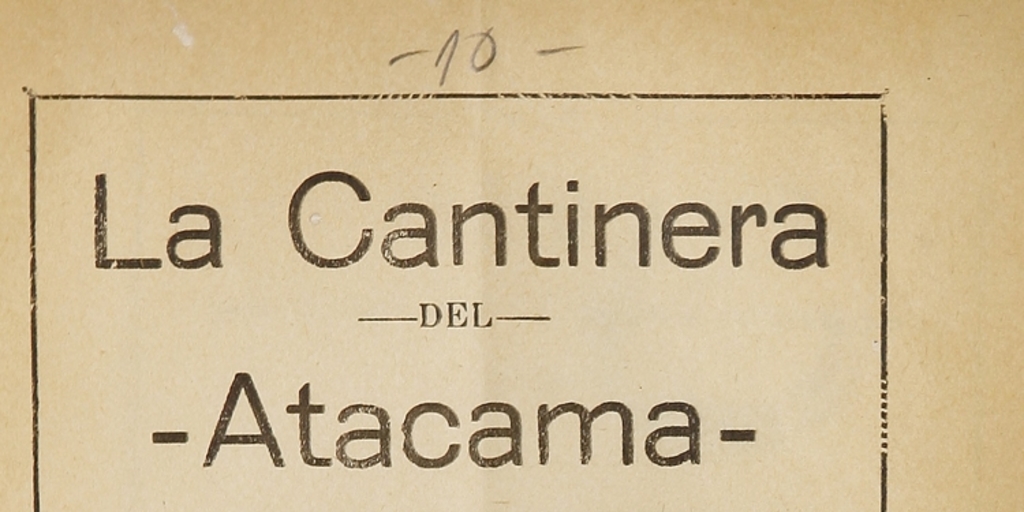 -10-
La Cantinera
—DEL—
-Atacama-